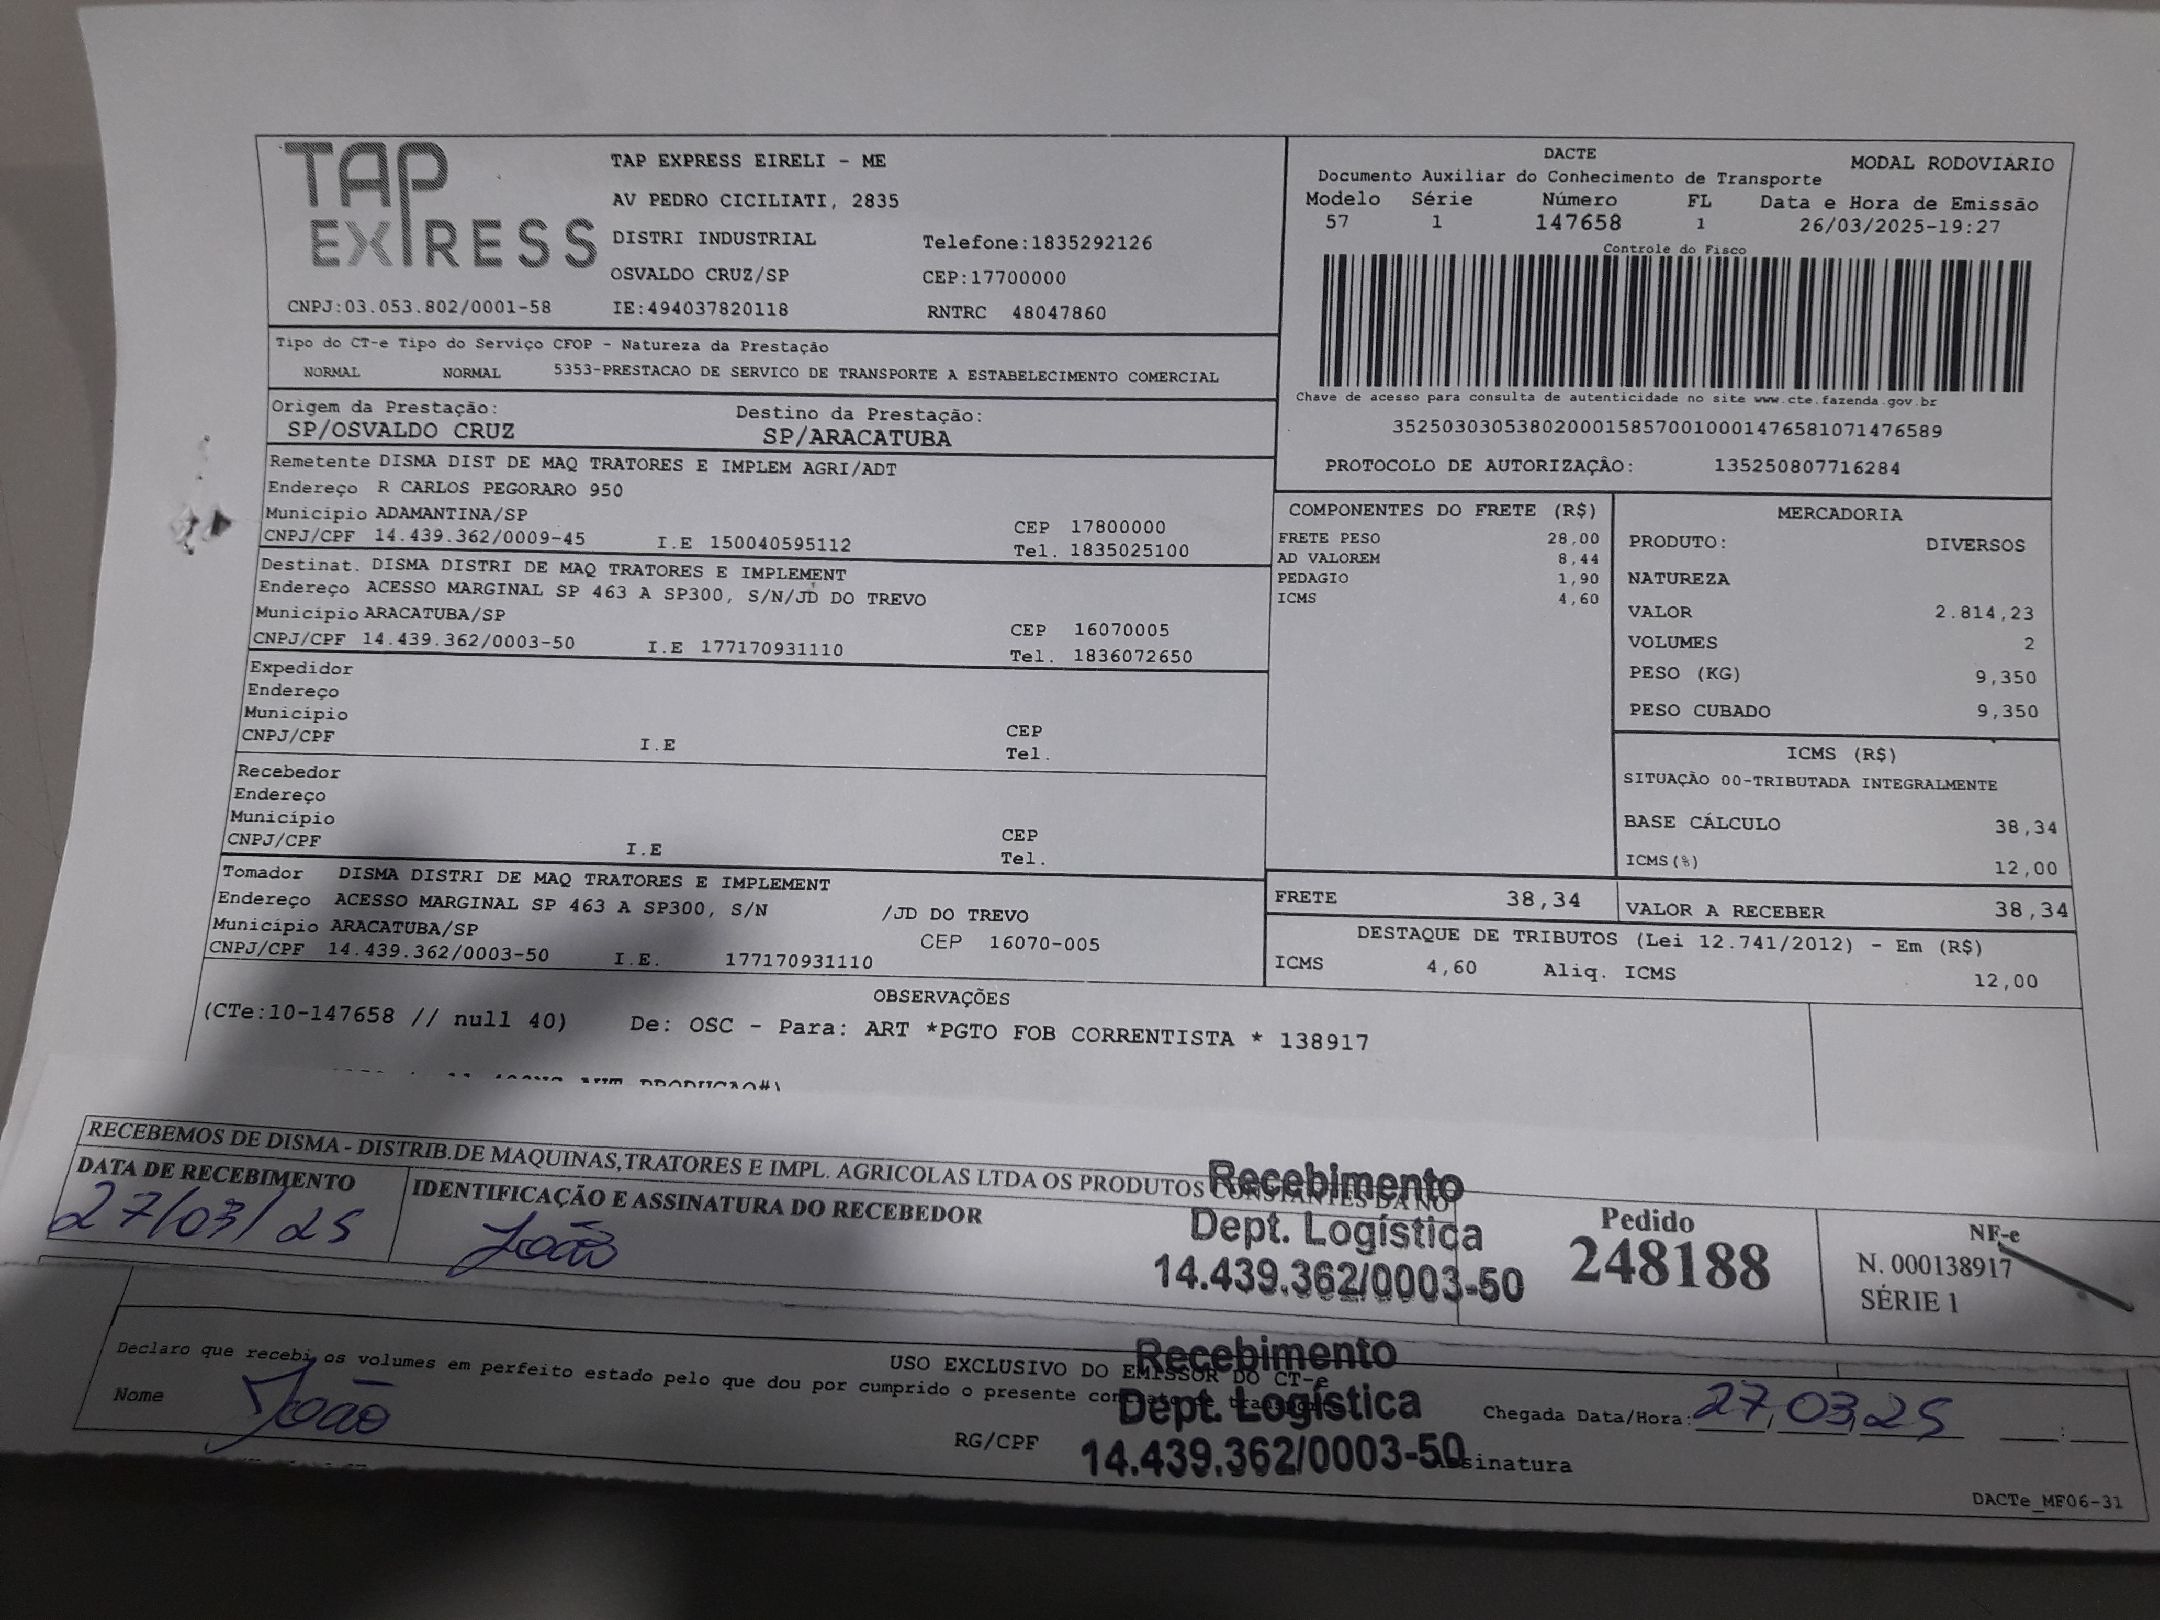 TAP EXPRESS
TAP EXPRESS EIRELI - ME
AV PEDRO CICILIATI, 2835
DISTRI INDUSTRIAL Telefone:1835292126
OSVALDO CRUZ/SP CEP:17700000
CNPJ:03.053.802/0001-58 IE:494037820118 RNTRC 48047860
DACTE MODAL RODOVIÁRIO
Documento Auxiliar do Conhecimento de Transporte
Modelo Série Número FL Data e Hora de Emissão
57 1 147658 1 26/03/2025-19:27
Controle do Fisco
Chave de acesso para consulta de autenticidade no site www.cte.fazenda.gov.br
35250303053802000158570010001476581071476589
PROTOCOLO DE AUTORIZAÇÃO: 135250807716284
Tipo do CT-e Tipo do Serviço CFOP - Natureza da Prestação
NORMAL NORMAL 5353-PRESTACAO DE SERVICO DE TRANSPORTE A ESTABELECIMENTO COMERCIAL
Origem da Prestação: Destino da Prestação:
SP/OSVALDO CRUZ SP/ARACATUBA
Remetente DISMA DIST DE MAQ TRATORES E IMPLEM AGRI/ADT
Endereço R CARLOS PEGORARO 950
Município ADAMANTINA/SP CEP 17800000
CNPJ/CPF 14.439.362/0009-45 I.E 150040595112 Tel. 1835025100
Destinat. DISMA DISTRI DE MAQ TRATORES E IMPLEMENT
Endereço ACESSO MARGINAL SP 463 A SP300, S/N/JD DO TREVO
Município ARACATUBA/SP CEP 16070005
CNPJ/CPF 14.439.362/0003-50 I.E 177170931110 Tel. 1836072650
Expedidor
Endereço
Município CEP
CNPJ/CPF I.E Tel.
Recebedor
Endereço
Município CEP
CNPJ/CPF I.E Tel.
Tomador DISMA DISTRI DE MAQ TRATORES E IMPLEMENT
Endereço ACESSO MARGINAL SP 463 A SP300, S/N /JD DO TREVO
Município ARACATUBA/SP CEP 16070-005
CNPJ/CPF 14.439.362/0003-50 I.E. 177170931110
COMPONENTES DO FRETE (R$)
FRETE PESO 28,00
AD VALOREM 8,44
PEDAGIO 1,90
ICMS 4,60
MERCADORIA
PRODUTO: DIVERSOS
NATUREZA
VALOR 2.814,23
VOLUMES 2
PESO (KG) 9,350
PESO CUBADO 9,350
ICMS (R$)
SITUAÇÃO 00-TRIBUTADA INTEGRALMENTE
BASE CÁLCULO 38,34
ICMS(%) 12,00
FRETE 38,34 VALOR A RECEBER 38,34
DESTAQUE DE TRIBUTOS (Lei 12.741/2012) - Em (R$)
ICMS 4,60 Aliq. ICMS 12,00
OBSERVAÇÕES
(CTe:10-147658 // null 40) De: OSC - Para: ART *PGTO FOB CORRENTISTA * 138917
RECEBEMOS DE DISMA - DISTRIB.DE MAQUINAS,TRATORES E IMPL. AGRICOLAS LTDA OS PRODUTOS CONSTANTES DA NO
DATA DE RECEBIMENTO IDENTIFICAÇÃO E ASSINATURA DO RECEBEDOR
27/03/25 João
Recebimento
Dept. Logística
14.439.362/0003-50
Pedido
248188
NF-e
N. 000138917
SÉRIE 1
USO EXCLUSIVO DO EMISSOR DO CT-e
Declaro que recebi os volumes em perfeito estado pelo que dou por cumprido o presente
Nome João RG/CPF
Recebimento
Dept. Logística
14.439.362/0003-50
Chegada Data/Hora: 27,03,25 :
DACTe_MF06-31